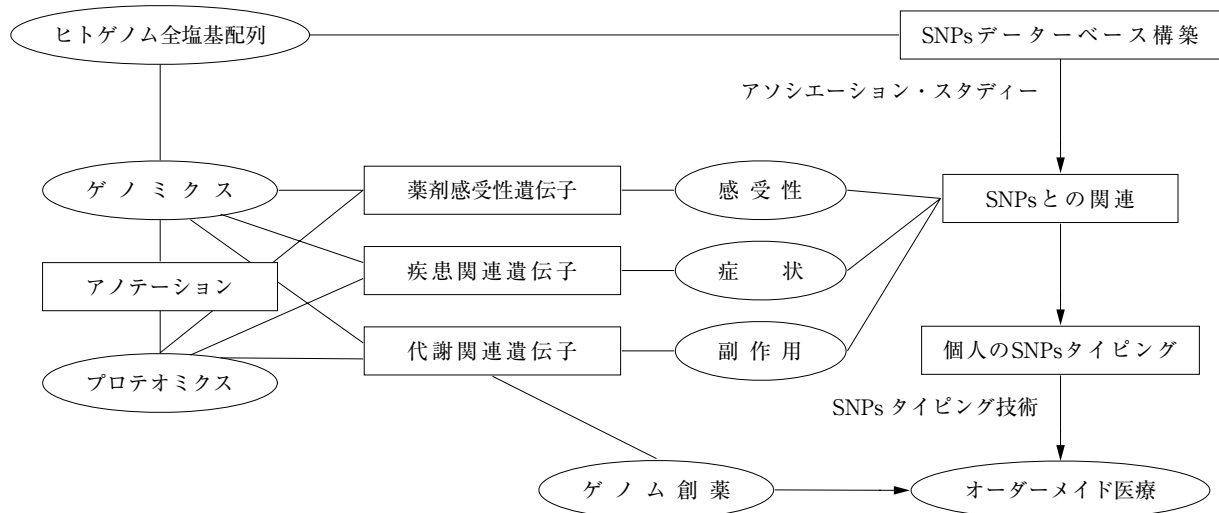 ヒトゲノム全塩基配列
SNPsデーターベース構築
アソシエーション・スタディー
ゲノミクス
薬剤感受性遺伝子
感受性
SNPsとの関連
アノテーション
疾患関連遺伝子
症状
代謝関連遺伝子
副作用
個人のSNPsタイピング
プロテオミクス
SNPs タイピング技術
ゲノム創薬
オーダーメイド医療